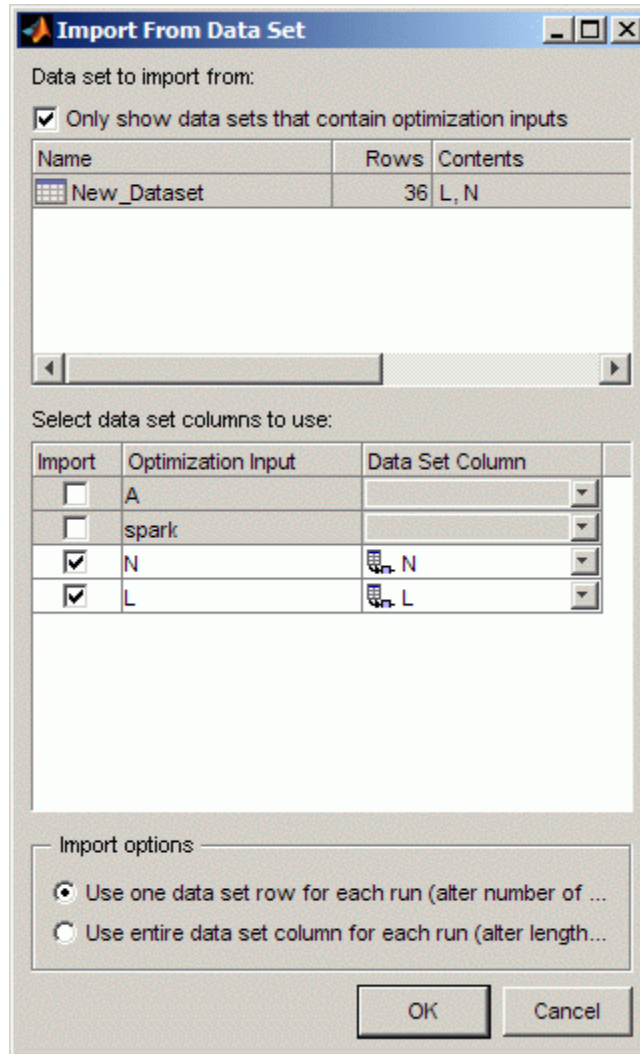 Import From Data Set
Data set to import from:
Only show data sets that contain optimization inputs
Name Rows Contents
New_Dataset 36 L, N
Select data set columns to use:
Import Optimization Input Data Set Column
A
spark
N N
L L
Import options
Use one data set row for each run (alter number of ...
Use entire data set column for each run (alter length...
OK Cancel